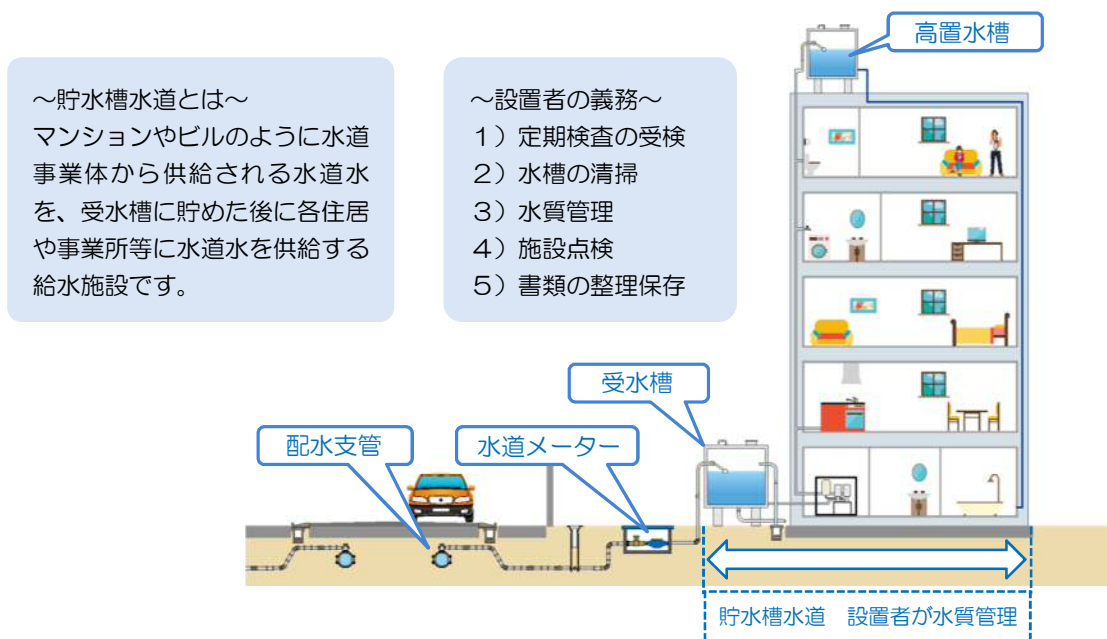 高置水槽
～貯水槽水道とは～
マンションやビルのように水道
事業体から供給される水道水
を、受水槽に貯めた後に各住居
や事業所等に水道水を供給する
給水施設です。
～設置者の義務～
1）定期検査の受検
2）水槽の清掃
3）水質管理
4）施設点検
5）書類の整理保存
受水槽
配水支管
水道メーター
貯水槽水道　設置者が水質管理